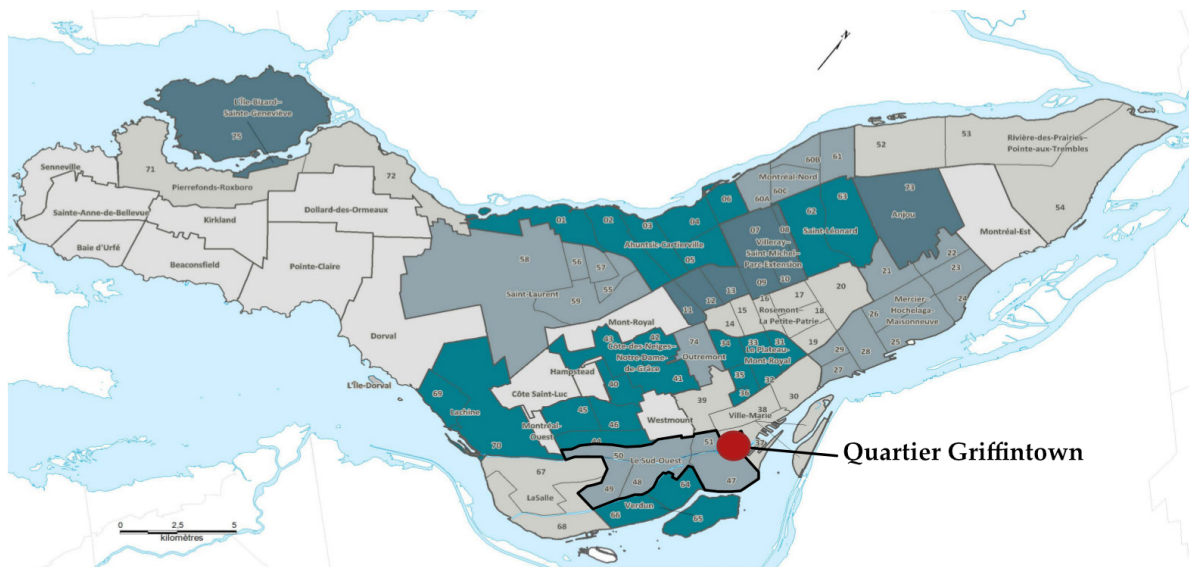 N
L'Île-Bizard–
Sainte-Geneviève
75
Senneville
71
72
Pierrefonds-Roxboro
Sainte-Anne-de-Bellevue
Kirkland
Dollard-des-Ormeaux
Baie d'Urfé
Beaconsfield
Pointe-Claire
Dorval
L'Île-Dorval
58
56
57
55
59
Saint-Laurent
01
02
03
04
05
06
Ahuntsic-Cartierville
60A
60B
60C
61
Montréal-Nord
52
53
54
Rivière-des-Prairies–
Pointe-aux-Trembles
62
63
Saint-Léonard
73
Anjou
Montréal-Est
07
08
Villeray–
Saint-Michel–
Parc-Extension
09
10
11
12
13
14
15
16
17
18
19
20
Rosemont–
La Petite-Patrie
21
22
23
24
25
26
27
28
29
Mercier–
Hochelaga–
Maisonneuve
Mont-Royal
74
Outremont
34
33
31
Le Plateau-
Mont-Royal
35
32
36
43
42
Côte-des-Neiges–
Notre-Dame-
de-Grâce
40
41
Hampstead
Côte Saint-Luc
45
46
44
Montréal-
Ouest
Westmount
39
38
30
37
Ville-Marie
69
Lachine
70
51
50
Le Sud-Ouest
49
48
47
Quartier Griffintown
67
LaSalle
68
64
Verdun
66
65
0 2,5 5
kilomètres